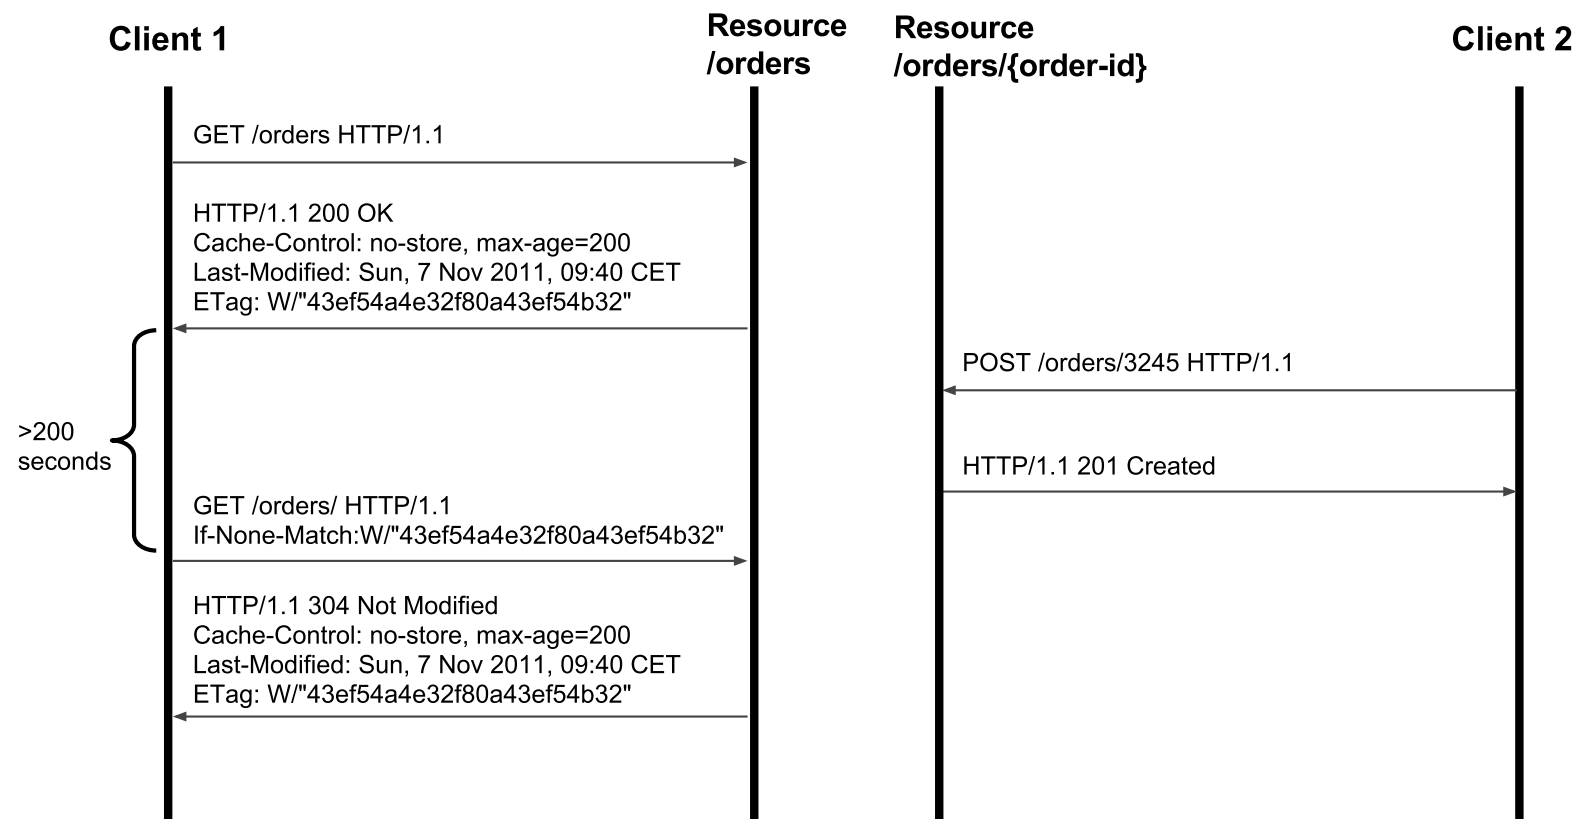 Client 1
Resource
/orders
Resource
/orders/{order-id}
Client 2
GET /orders HTTP/1.1
HTTP/1.1 200 OK
Cache-Control: no-store, max-age=200
Last-Modified: Sun, 7 Nov 2011, 09:40 CET
ETag: W/"43ef54a4e32f80a43ef54b32"
POST /orders/3245 HTTP/1.1
>200
seconds
HTTP/1.1 201 Created
GET /orders/ HTTP/1.1
If-None-Match:W/"43ef54a4e32f80a43ef54b32"
HTTP/1.1 304 Not Modified
Cache-Control: no-store, max-age=200
Last-Modified: Sun, 7 Nov 2011, 09:40 CET
ETag: W/"43ef54a4e32f80a43ef54b32"